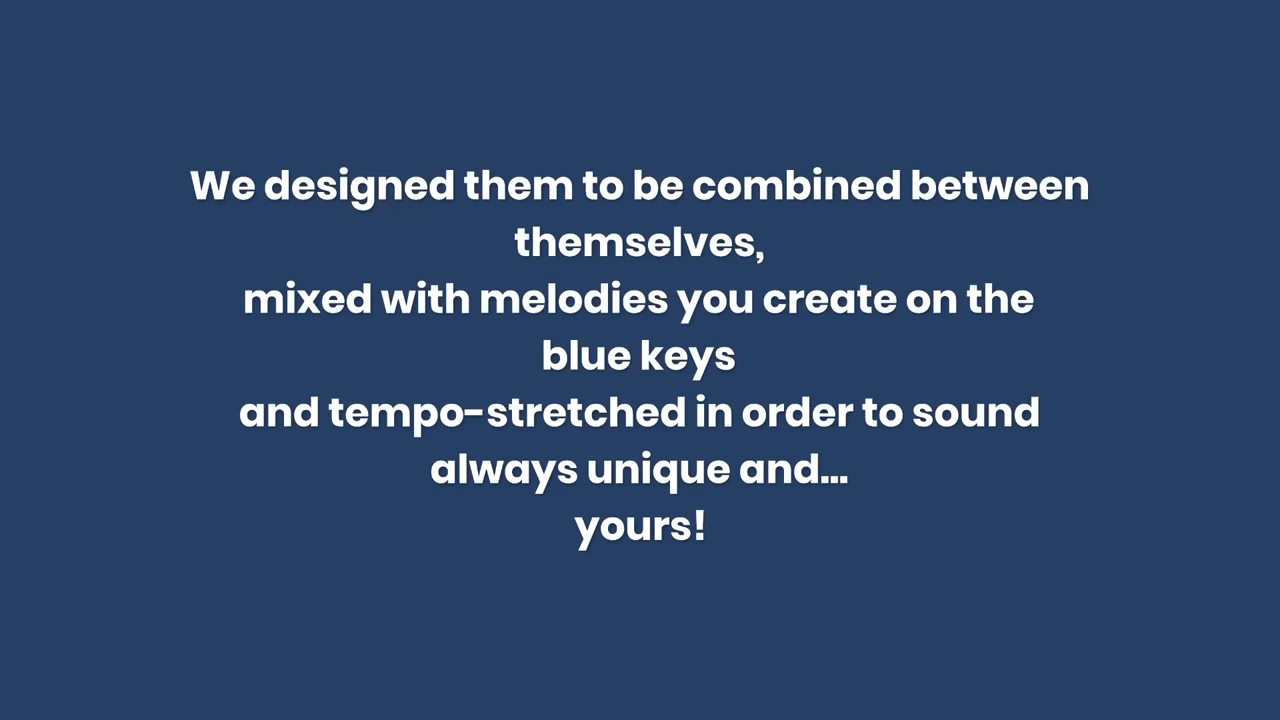 We designed them to be combined between
themselves,
mixed with melodies you create on the
blue keys
and tempo-stretched in order to sound
always unique and...
yours!